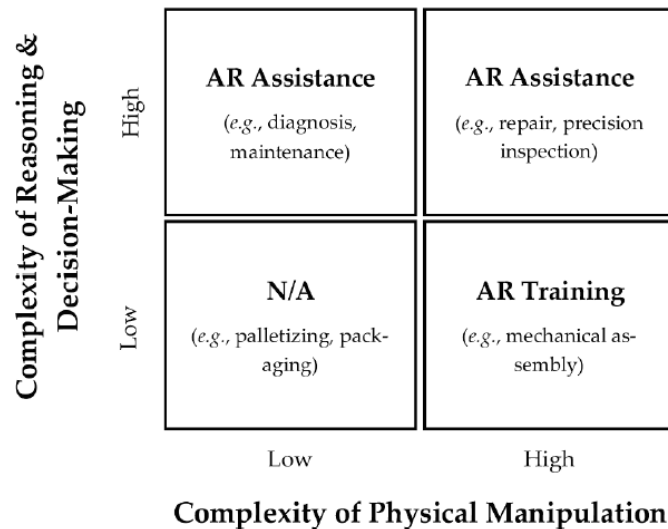 Complexity of Reasoning &
Decision-Making
High
Low
AR Assistance
(e.g., diagnosis,
maintenance)
AR Assistance
(e.g., repair, precision
inspection)
N/A
(e.g., palletizing, pack-
aging)
AR Training
(e.g., mechanical as-
sembly)
Low
High
Complexity of Physical Manipulation